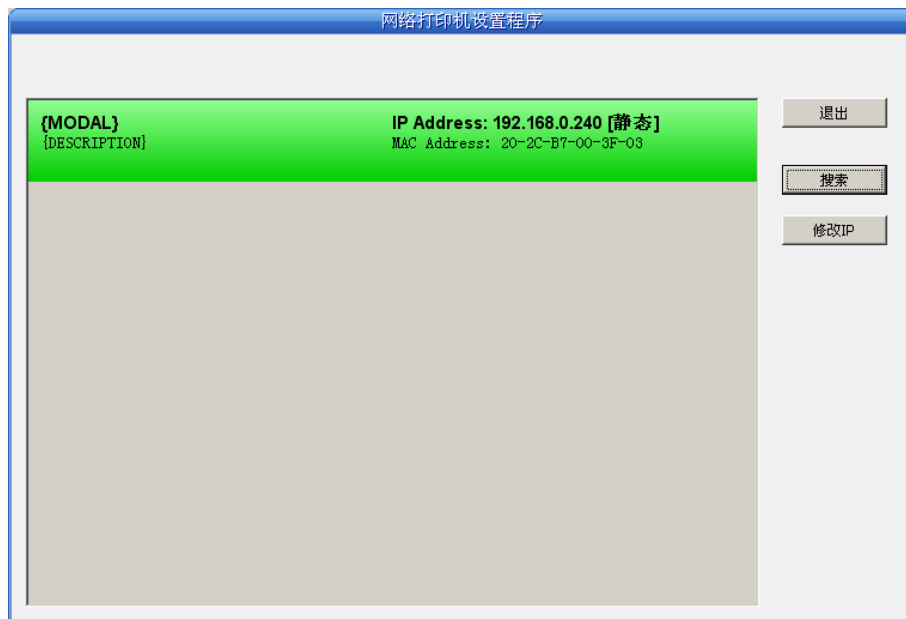 网络打印机设置程序
{MODAL}
{DESCRIPTION}
IP Address: 192.168.0.240 [静态]
MAC Address: 20-2C-B7-00-3F-03
退出
搜索
修改IP